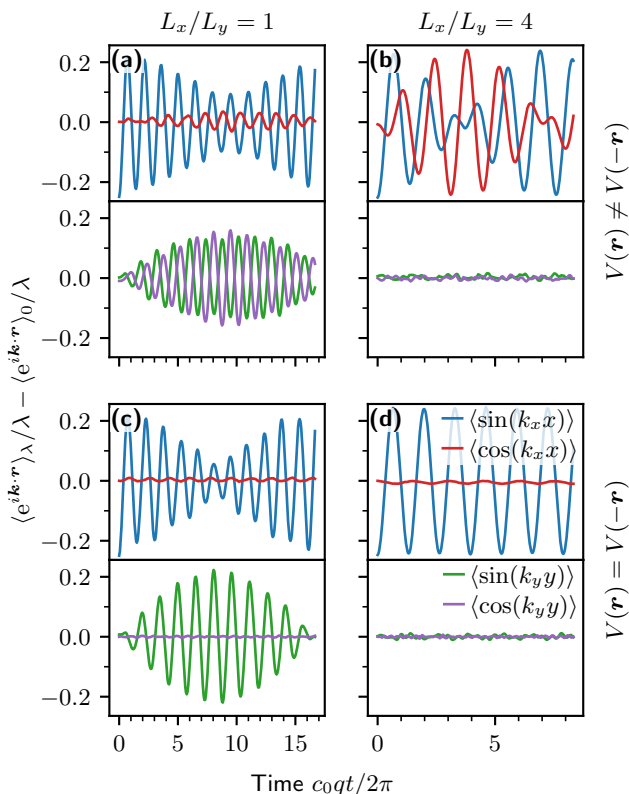 L_x/L_y = 1
L_x/L_y = 4
(a)
(b)
0.2
0.0
−0.2
0.2
0.0
−0.2
V(r) ≠ V(−r)
⟨e^{ik·r}⟩_λ/λ − ⟨e^{ik·r}⟩_0/λ
(c)
(d)
0.2
0.0
−0.2
⟨sin(k_x x)⟩
⟨cos(k_x x)⟩
0.2
0.0
−0.2
⟨sin(k_y y)⟩
⟨cos(k_y y)⟩
V(r) = V(−r)
0 5 10 15
0 5
Time c_0qt/2π